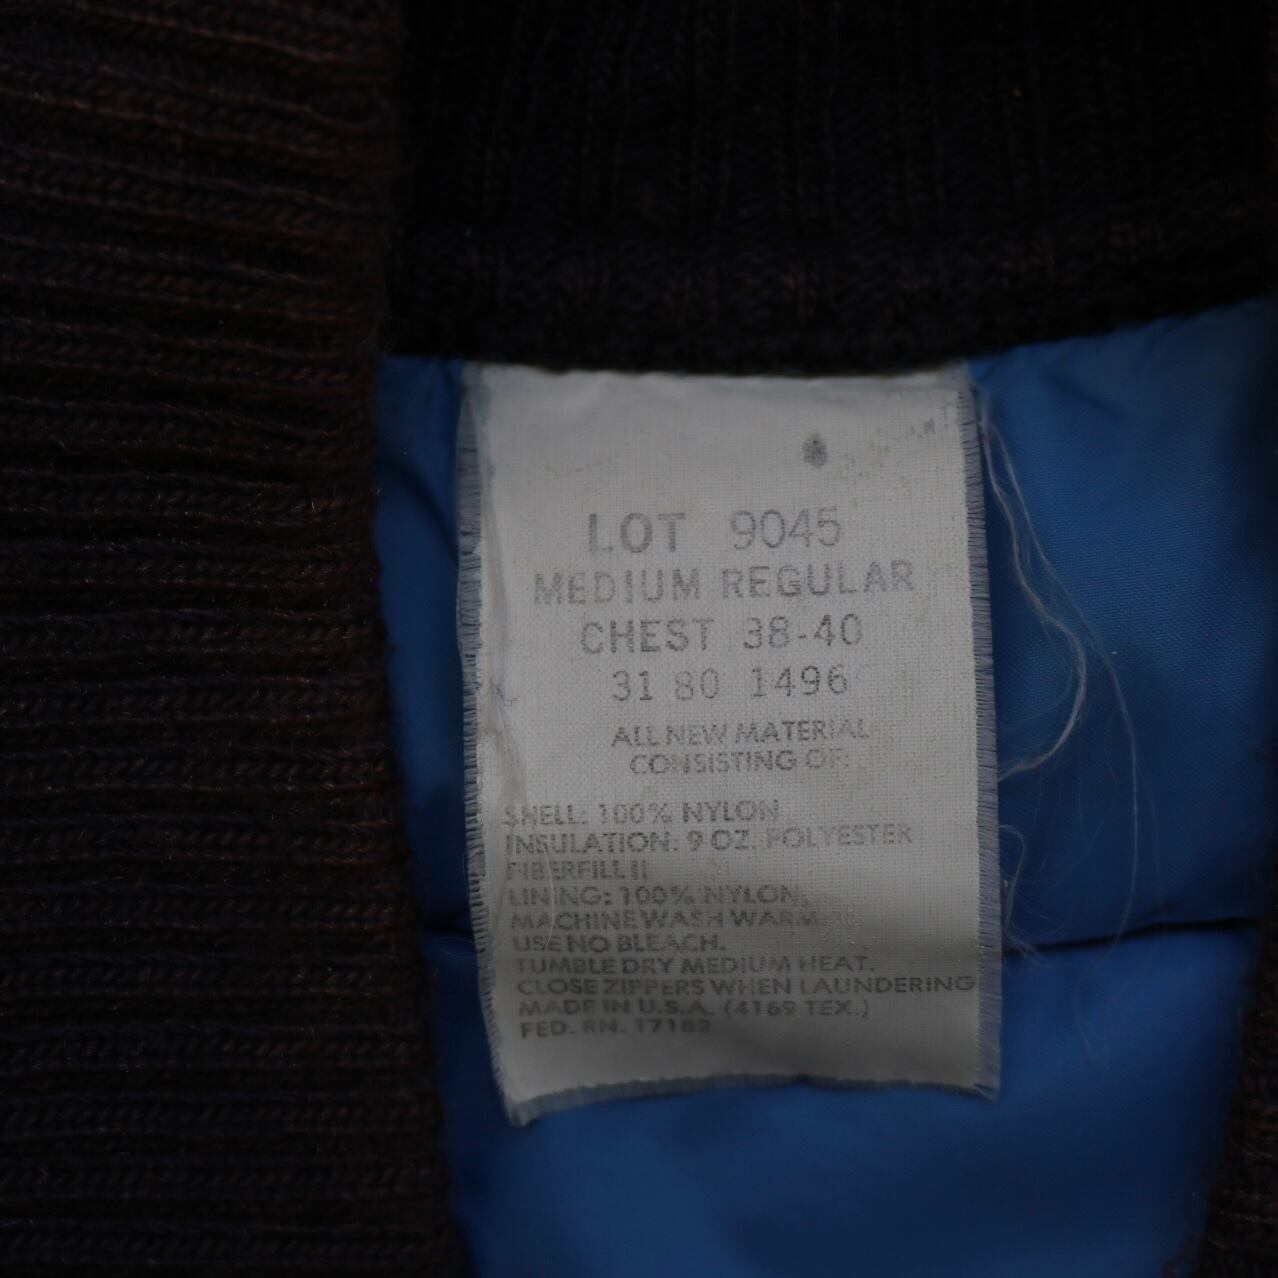 LOT 9045
MEDIUM REGULAR
CHEST 38-40
31 80 1496
ALL NEW MATERIAL
CONSISTING OF:
SHELL: 100% NYLON
INSULATION: 9 OZ. POLYESTER
FIBERFILL II
LINING: 100% NYLON
MACHINE WASH WARM
USE NO BLEACH.
TUMBLE DRY MEDIUM HEAT.
CLOSE ZIPPERS WHEN LAUNDERING
MADE IN U.S.A. (4169 TEX.)
FED. RN. 17182